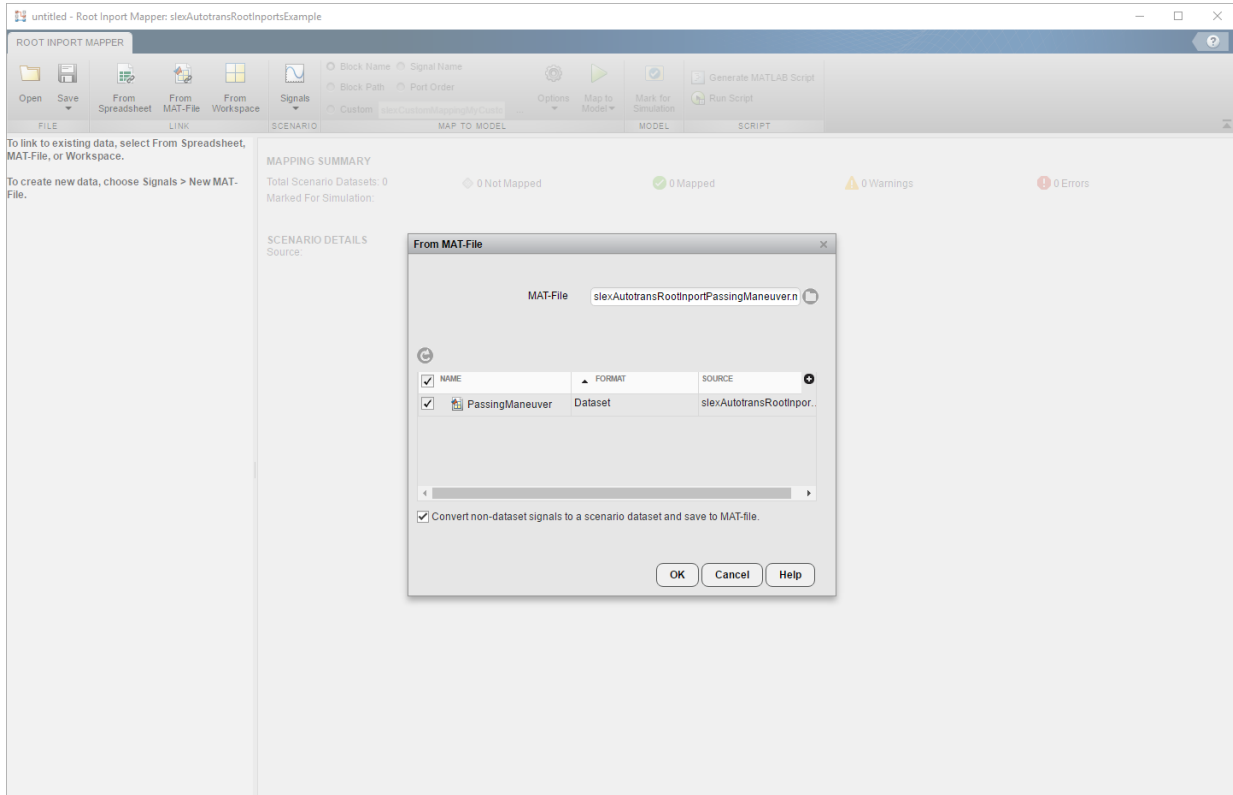 untitled - Root Inport Mapper: slexAutotransRootInportsExample
ROOT INPORT MAPPER
?
Block Name Signal Name
Block Path Port Order
Custom
Open Save From Spreadsheet From MAT-File From Workspace Signals Options Map to Model Mark for Simulation Generate MATLAB Script
Run Script
FILE LINK SCENARIO MAP TO MODEL MODEL SCRIPT
To link to existing data, select From Spreadsheet,
MAT-File, or Workspace.
To create new data, choose Signals > New MAT-
File.
MAPPING SUMMARY
Total Scenario Datasets: 0 0 Not Mapped 0 Mapped 0 Warnings 0 Errors
Marked For Simulation:
SCENARIO DETAILS
Source:
From MAT-File
MAT-File slexAutotransRootInportPassingManeuver.n
NAME FORMAT SOURCE
PassingManeuver Dataset slexAutotransRootInpor..
Convert non-dataset signals to a scenario dataset and save to MAT-file.
OK Cancel Help